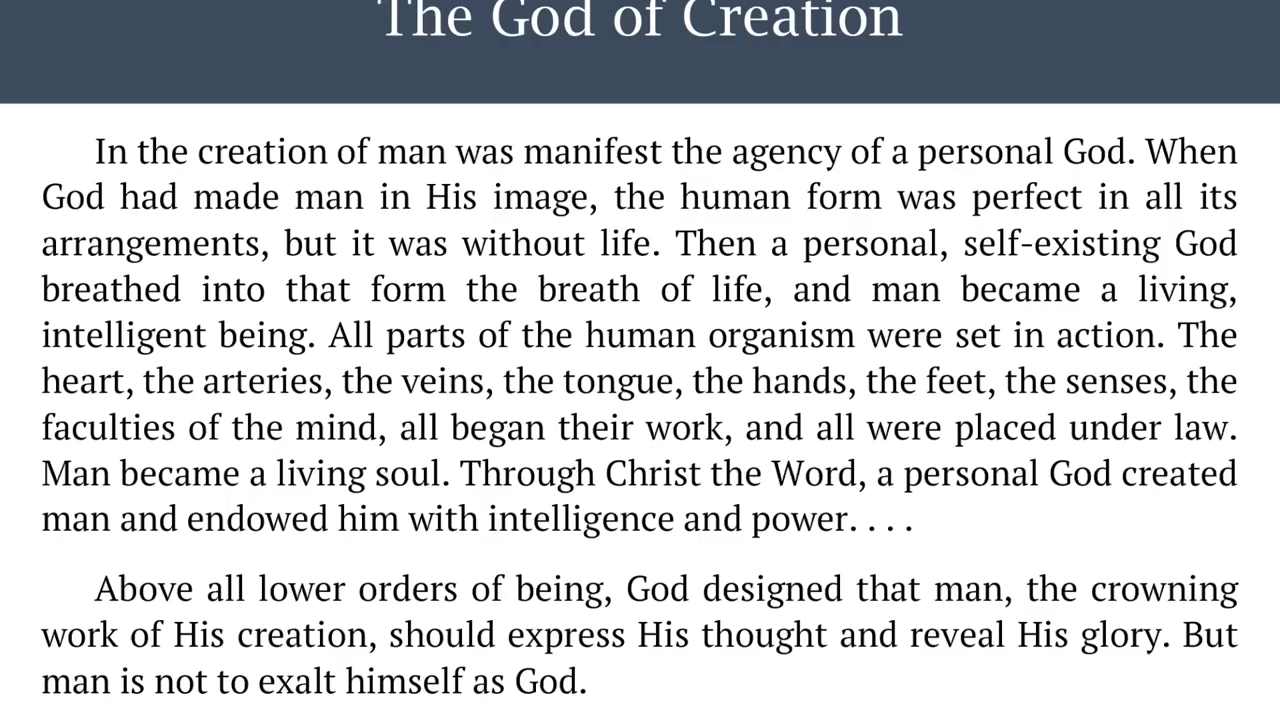 The God of Creation
In the creation of man was manifest the agency of a personal God. When
God had made man in His image, the human form was perfect in all its
arrangements, but it was without life. Then a personal, self-existing God
breathed into that form the breath of life, and man became a living,
intelligent being. All parts of the human organism were set in action. The
heart, the arteries, the veins, the tongue, the hands, the feet, the senses, the
faculties of the mind, all began their work, and all were placed under law.
Man became a living soul. Through Christ the Word, a personal God created
man and endowed him with intelligence and power. . . .
Above all lower orders of being, God designed that man, the crowning
work of His creation, should express His thought and reveal His glory. But
man is not to exalt himself as God.